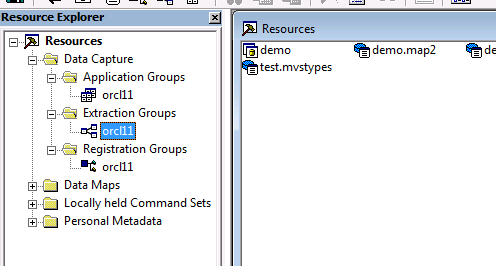 Resource Explorer
Resources
Data Capture
Application Groups
orcl11
Extraction Groups
orcl11
Registration Groups
orcl11
Data Maps
Locally held Command Sets
Personal Metadata
Resources
demo
demo.map2
test.mvstypes